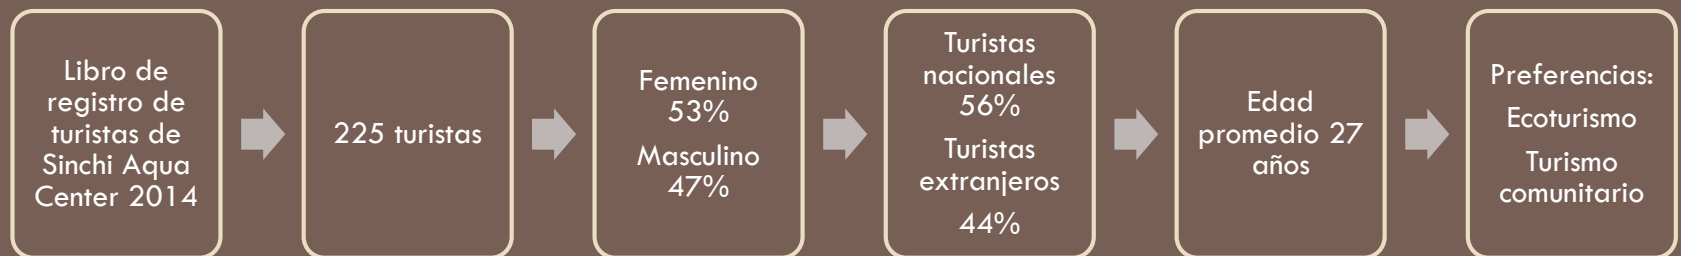 Libro de
registro de
turistas de
Sinchi Aqua
Center 2014
225 turistas
Femenino
53%
Masculino
47%
Turistas
nacionales
56%
Turistas
extranjeros
44%
Edad
promedio 27
años
Preferencias:
Ecoturismo
Turismo
comunitario